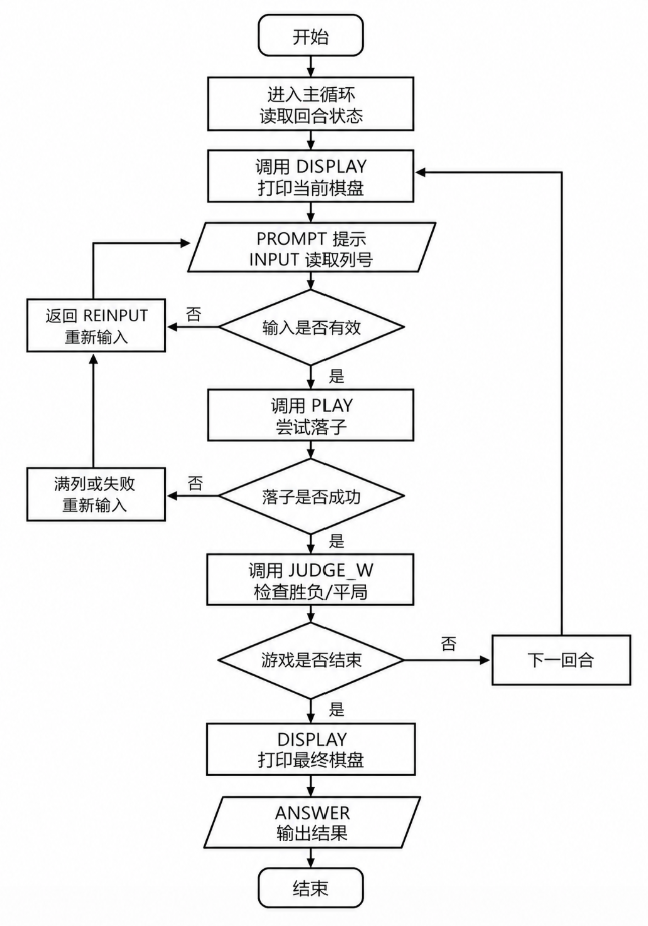 开始
进入主循环
读取回合状态
调用 DISPLAY
打印当前棋盘
PROMPT 提示
INPUT 读取列号
返回 REINPUT
重新输入
否
输入是否有效
是
调用 PLAY
尝试落子
满列或失败
重新输入
否
落子是否成功
是
调用 JUDGE_W
检查胜负/平局
游戏是否结束
否
下一回合
是
DISPLAY
打印最终棋盘
ANSWER
输出结果
结束